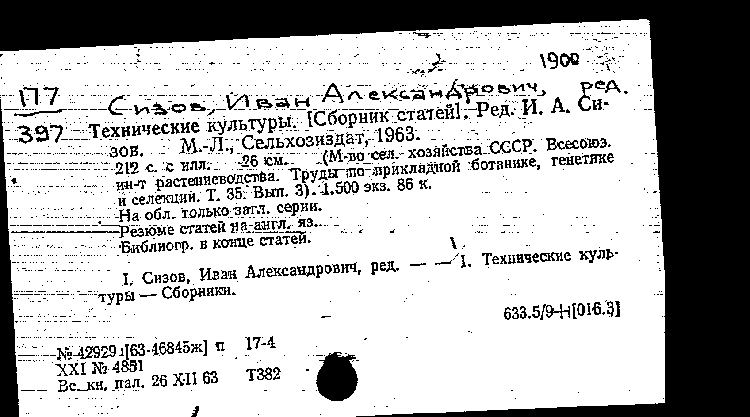 1900
177
Сизов, Иван Александрович, ред.
397
Технические культуры. [Сборник статей]. Ред. И. А. Си-
зов. М.-Л., Сельхозиздат, 1963.
212 с. с илл. 26 см. (М-во сел. хозяйства СССР. Всесоюз.
ин-т растениеводства. Труды по прикладной ботанике, генетике
и селекции. Т. 35. Вып. 3). 1.500 экз. 86 к.
На обл. только загл. серии.
Резюме статей на англ. яз.
Библиогр. в конце статей.
I. Сизов, Иван Александрович, ред. — — 1. Технические куль-
туры — Сборники.
633.5/9+[016.3]
№ 42929 [63-46845ж] п 17-4
XXI № 4851
Вс. кн. пал. 26 XII 63 Т382